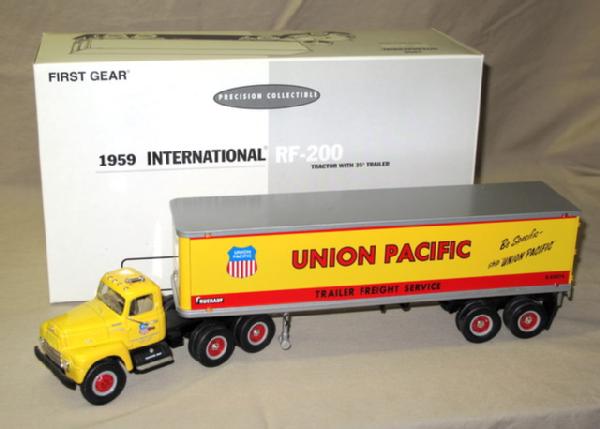 FIRST GEAR®
PRECISION COLLECTIBLE
1959 INTERNATIONAL® RF-200
TRACTOR WITH 35' TRAILER
UNION PACIFIC
UNION PACIFIC
Be Specific-
ship UNION PACIFIC
FRUEHAUF
TRAILER FREIGHT SERVICE